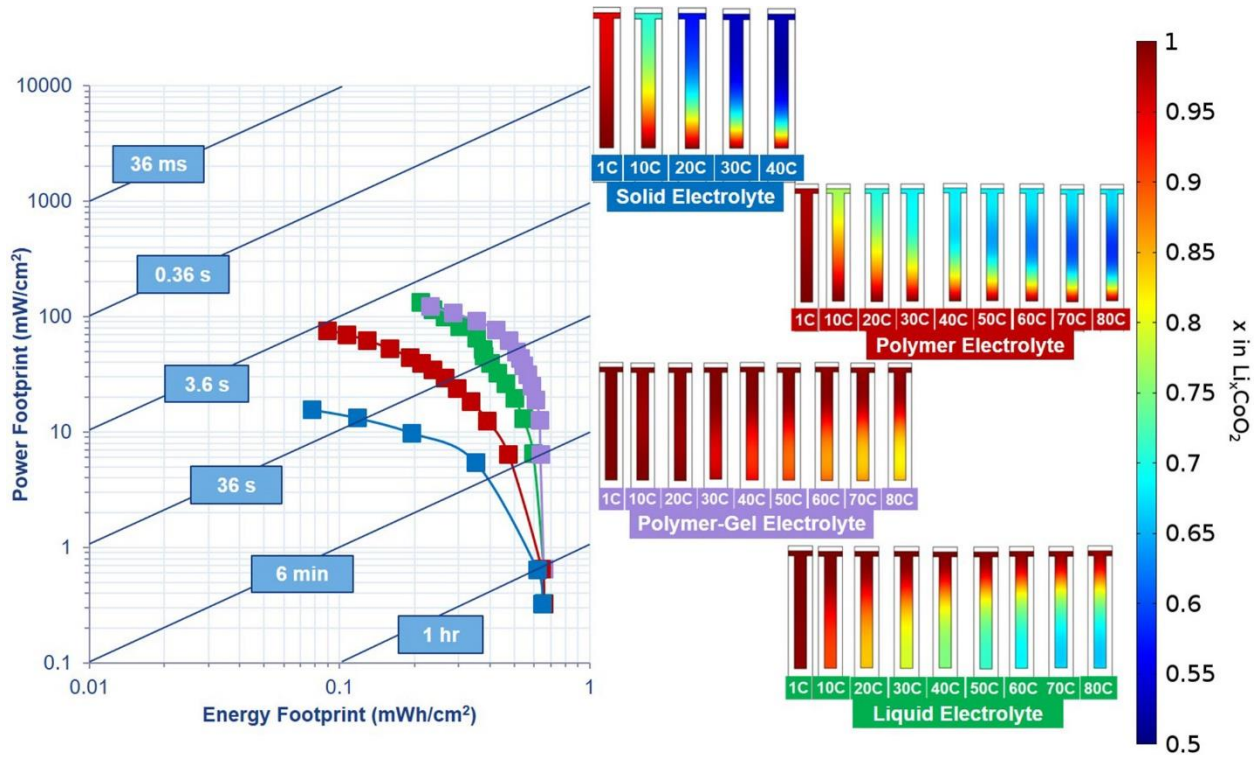 10000
1000
100
10
1
0.1
0.01
0.1
1
Power Footprint (mW/cm²)
Energy Footprint (mWh/cm²)
36 ms
0.36 s
3.6 s
36 s
6 min
1 hr
1C 10C 20C 30C 40C
Solid Electrolyte
1C 10C 20C 30C 40C 50C 60C 70C 80C
Polymer Electrolyte
1C 10C 20C 30C 40C 50C 60C 70C 80C
Polymer-Gel Electrolyte
1C 10C 20C 30C 40C 50C 60C 70C 80C
Liquid Electrolyte
1
0.95
0.9
0.85
0.8
0.75
0.7
0.65
0.6
0.55
0.5
x in LiₓCoO₂